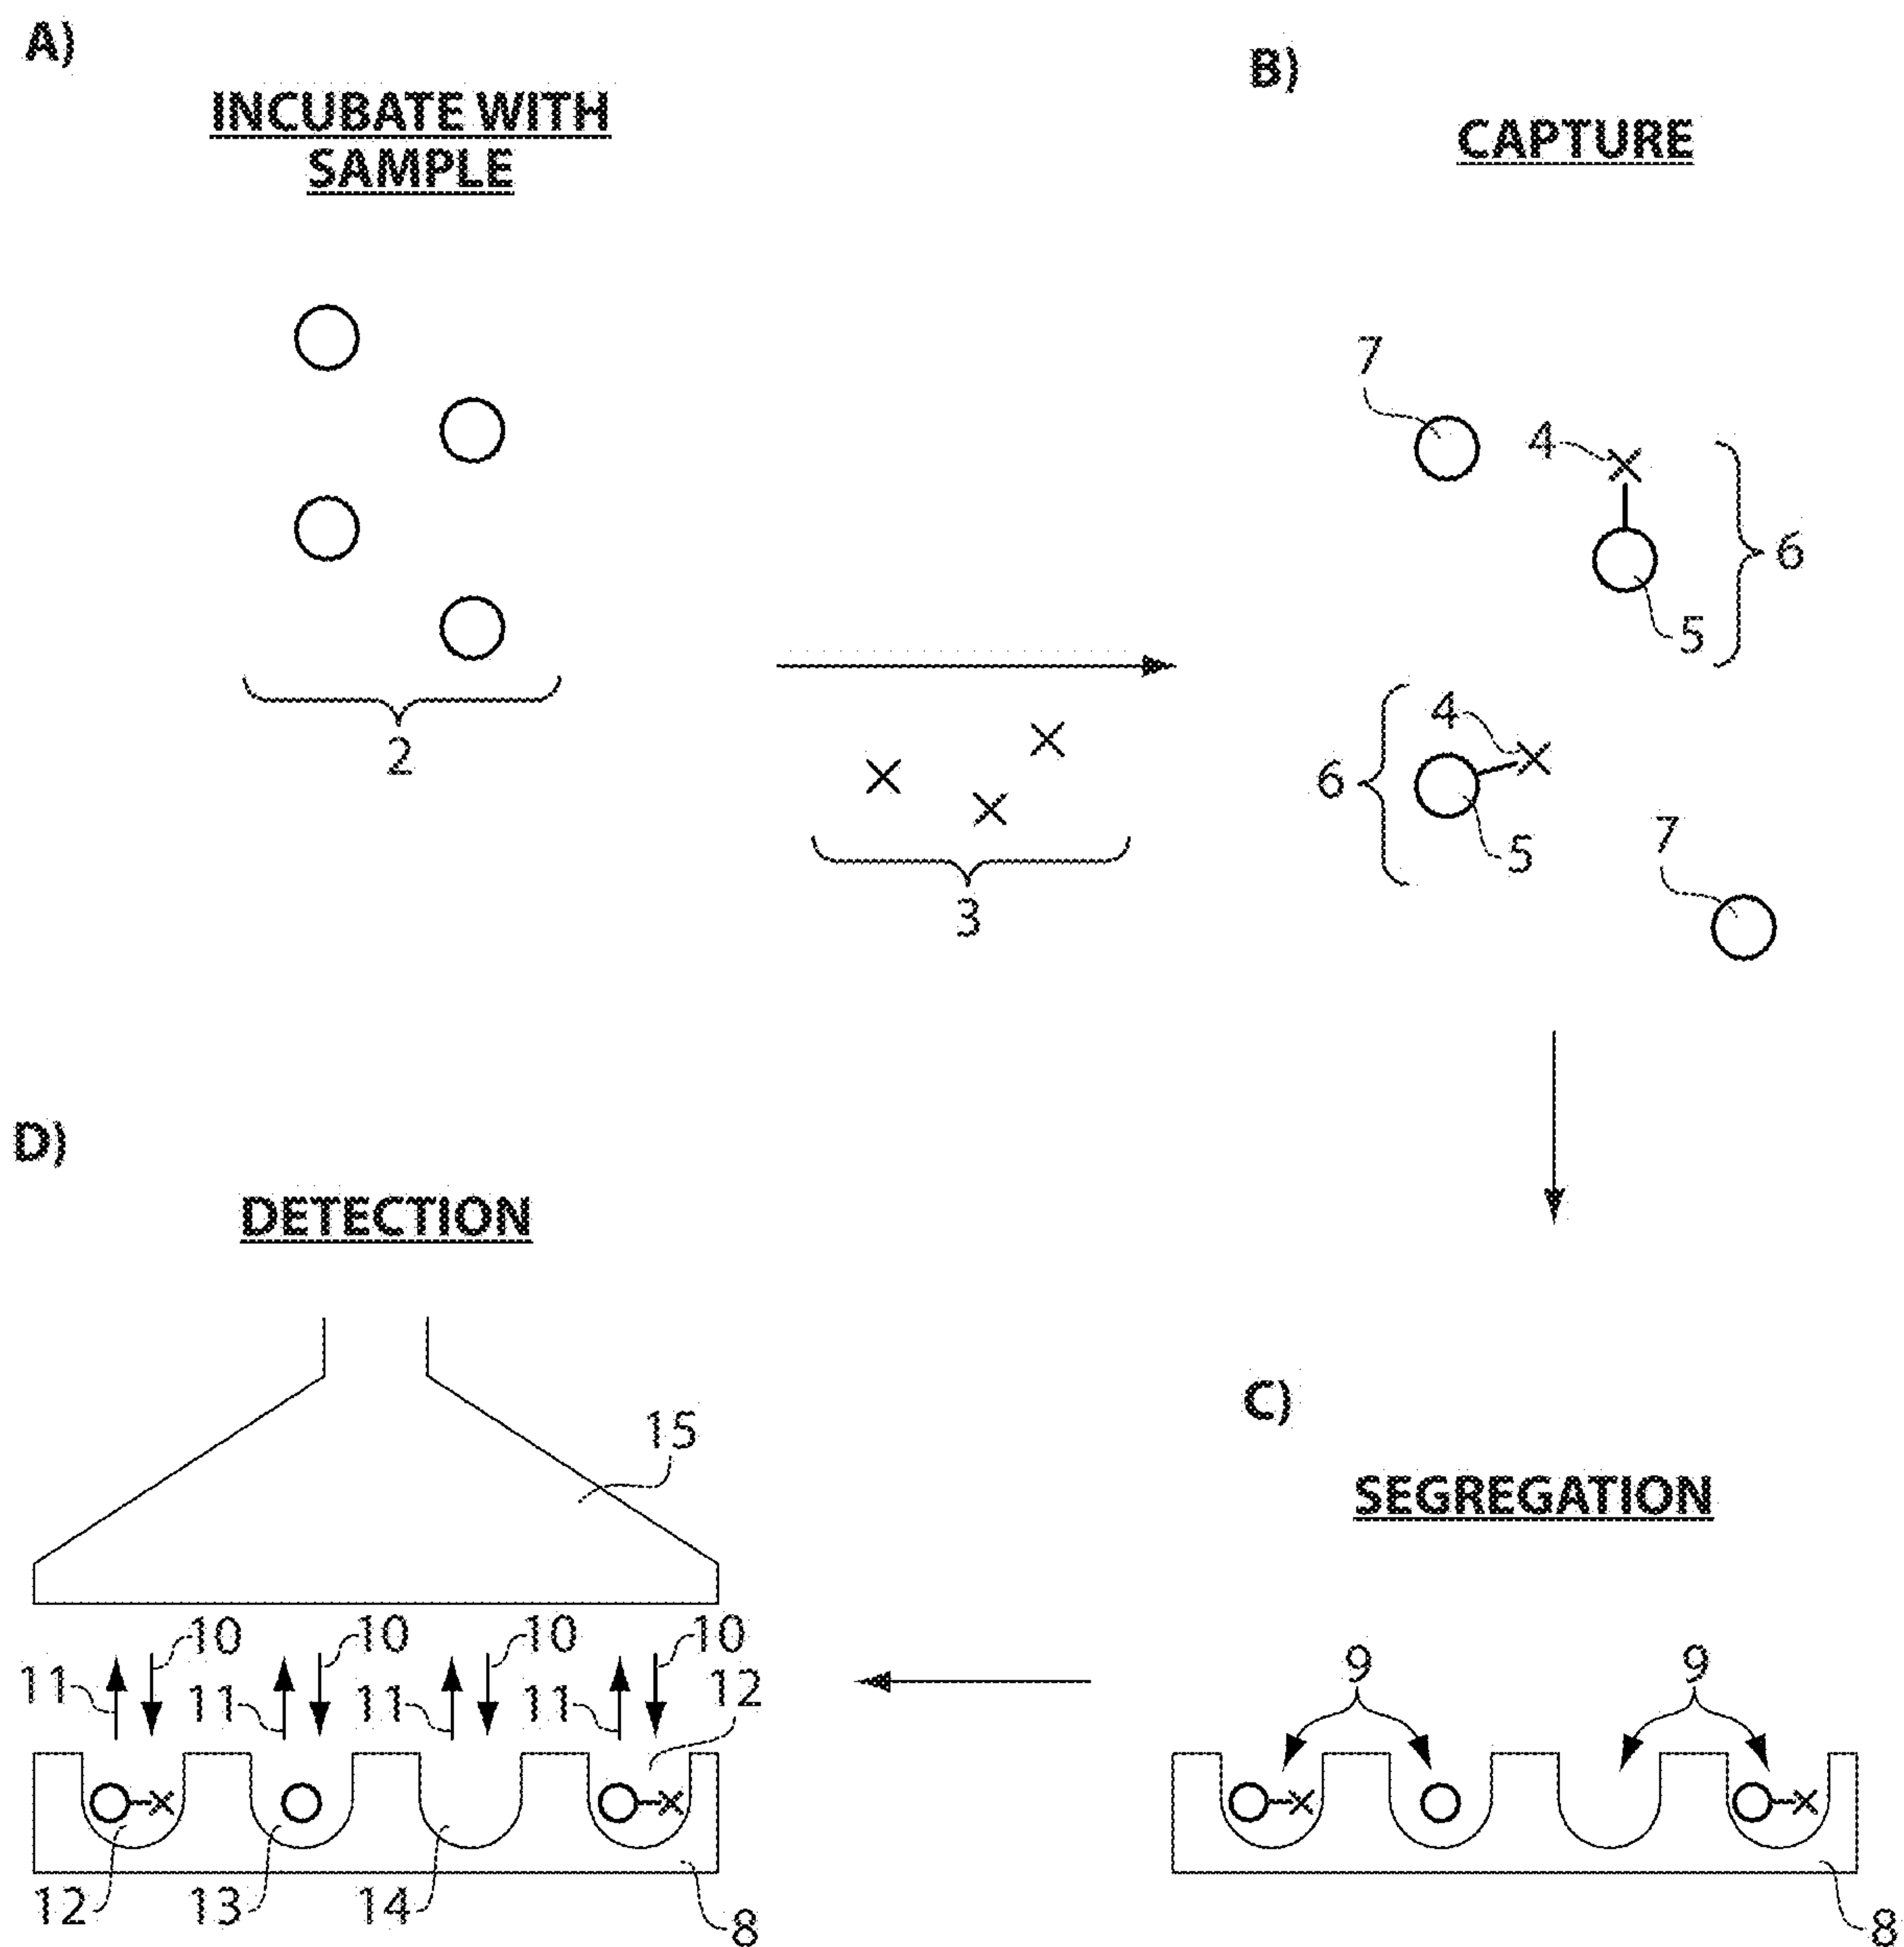 A)
INCUBATE WITH
SAMPLE
2
3
B)
CAPTURE
7
4
6
5
4
6
5
7
C)
SEGREGATION
9 9
8
D)
DETECTION
15
10 10 10 10
11 11 11 11 12
12 13 14 8